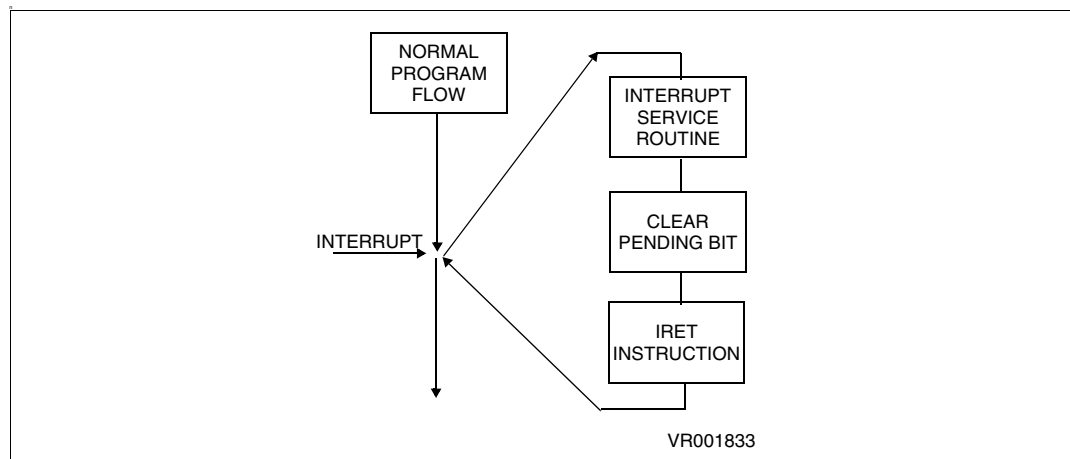 NORMAL
PROGRAM
FLOW
INTERRUPT
SERVICE
ROUTINE
CLEAR
PENDING BIT
INTERRUPT
IRET
INSTRUCTION
VR001833